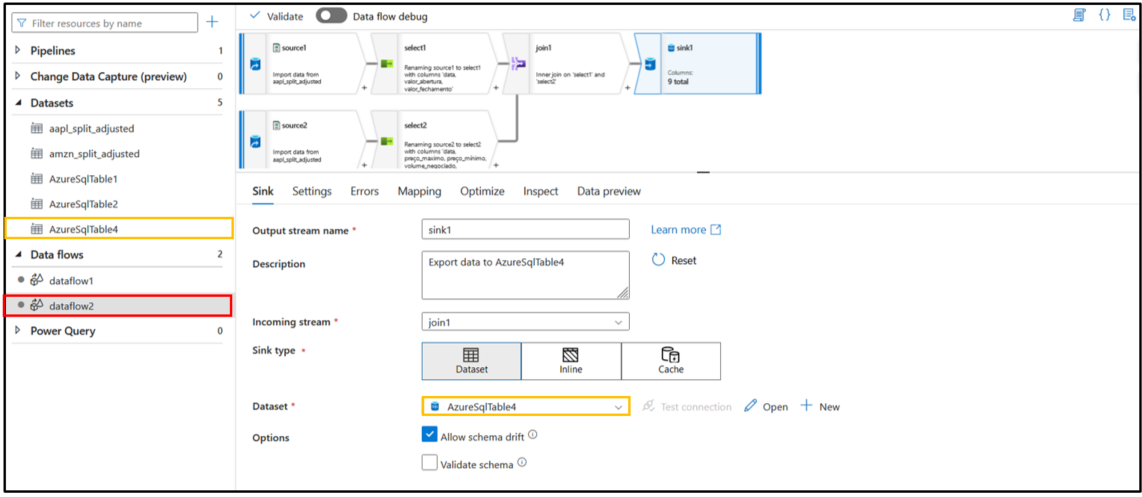 Filter resources by name
Pipelines 1
Change Data Capture (preview) 0
Datasets 5
aapl_split_adjusted
amzn_split_adjusted
AzureSqlTable1
AzureSqlTable2
AzureSqlTable4
Data flows 2
dataflow1
dataflow2
Power Query 0
Validate Data flow debug
source1
Import data from
aapl_split_adjusted
+
select1
Renaming source1 to select1
with columns 'data,
valor_abertura,
valor_fechamento'
+
join1
Inner join on 'select1' and
'select2'
+
sink1
Columns:
9 total
source2
Import data from
aapl_split_adjusted
+
select2
Renaming source2 to select2
with columns 'data,
preço_maximo, preço_minimo,
volume_negociado,
+
Sink Settings Errors Mapping Optimize Inspect Data preview
Output stream name * sink1 Learn more
Description Export data to AzureSqlTable4 Reset
Incoming stream * join1
Sink type * Dataset Inline Cache
Dataset * AzureSqlTable4 Test connection Open New
Options Allow schema drift
Validate schema